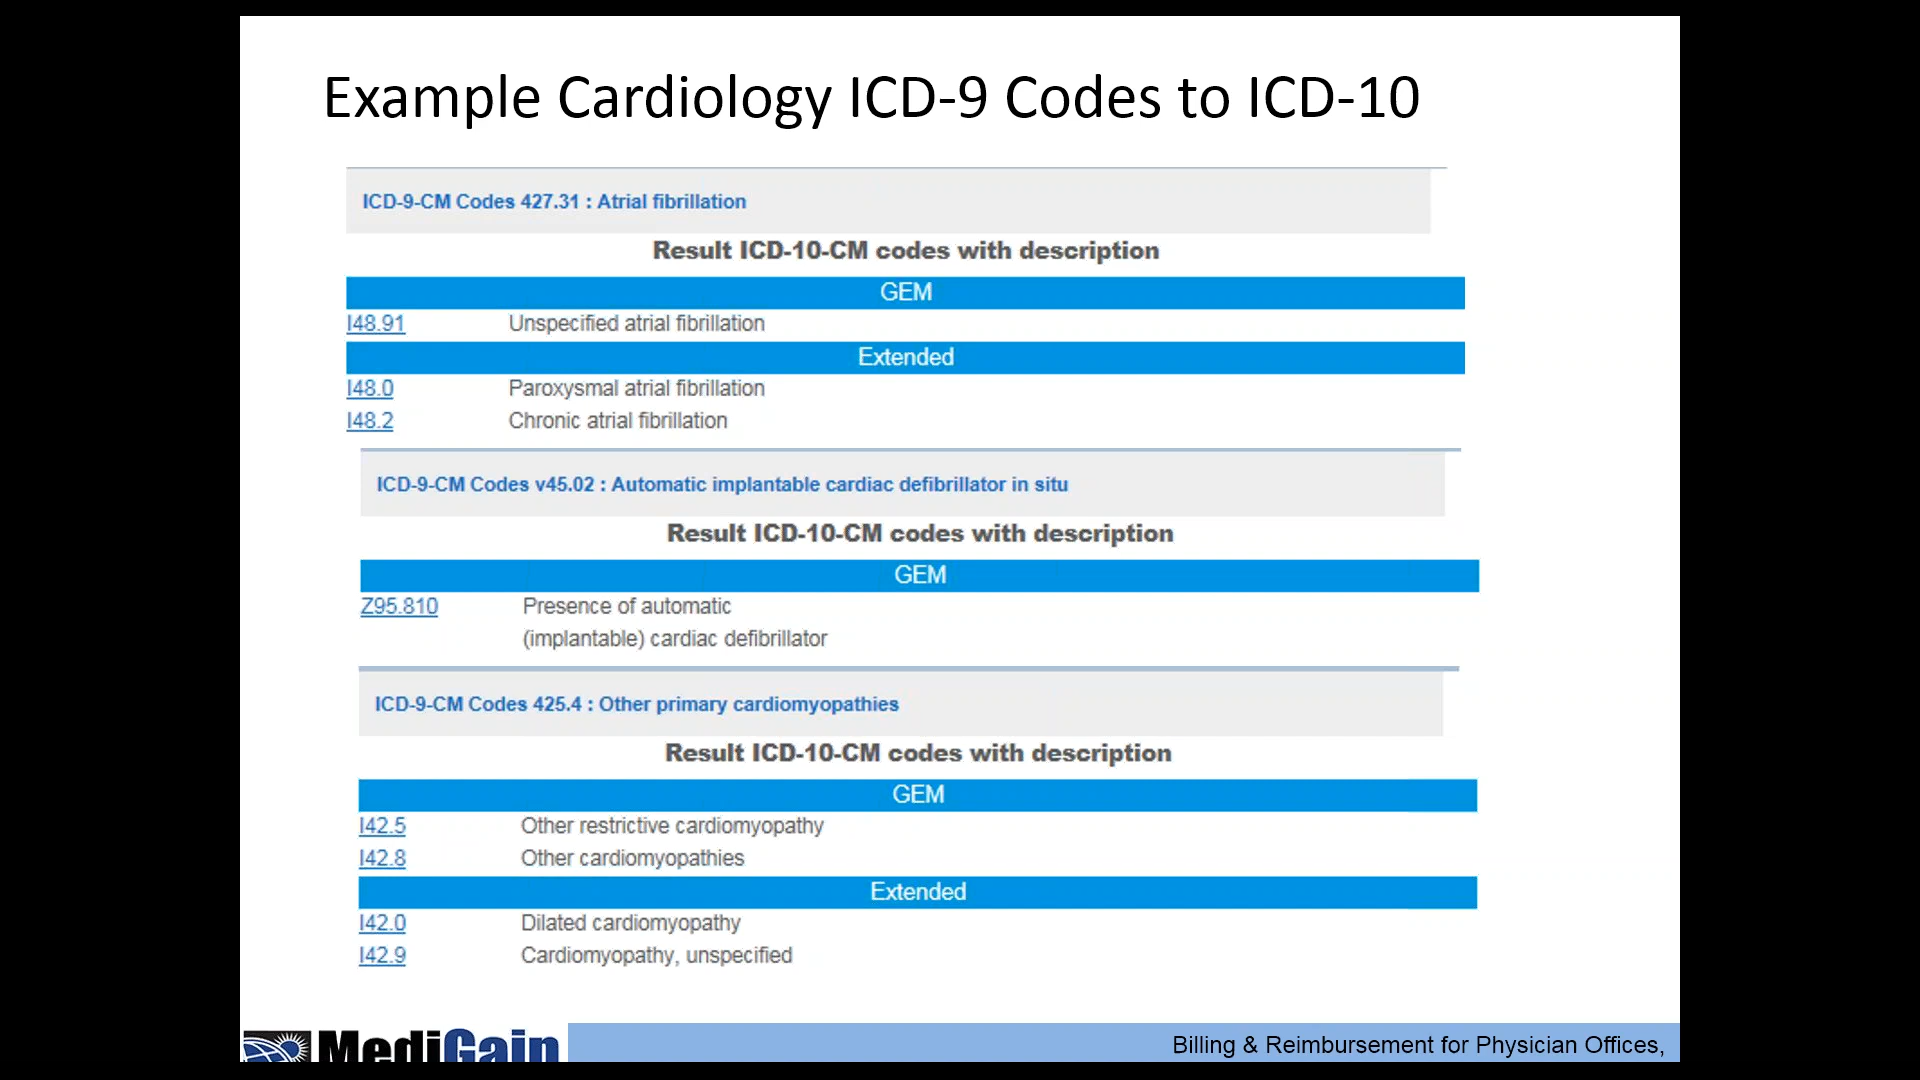 Example Cardiology ICD-9 Codes to ICD-10
ICD-9-CM Codes 427.31 : Atrial fibrillation
Result ICD-10-CM codes with description
GEM
I48.91 Unspecified atrial fibrillation
Extended
I48.0 Paroxysmal atrial fibrillation
I48.2 Chronic atrial fibrillation
ICD-9-CM Codes v45.02 : Automatic implantable cardiac defibrillator in situ
Result ICD-10-CM codes with description
GEM
Z95.810 Presence of automatic
(implantable) cardiac defibrillator
ICD-9-CM Codes 425.4 : Other primary cardiomyopathies
Result ICD-10-CM codes with description
GEM
I42.5 Other restrictive cardiomyopathy
I42.8 Other cardiomyopathies
Extended
I42.0 Dilated cardiomyopathy
I42.9 Cardiomyopathy, unspecified
MediGain
Billing & Reimbursement for Physician Offices,